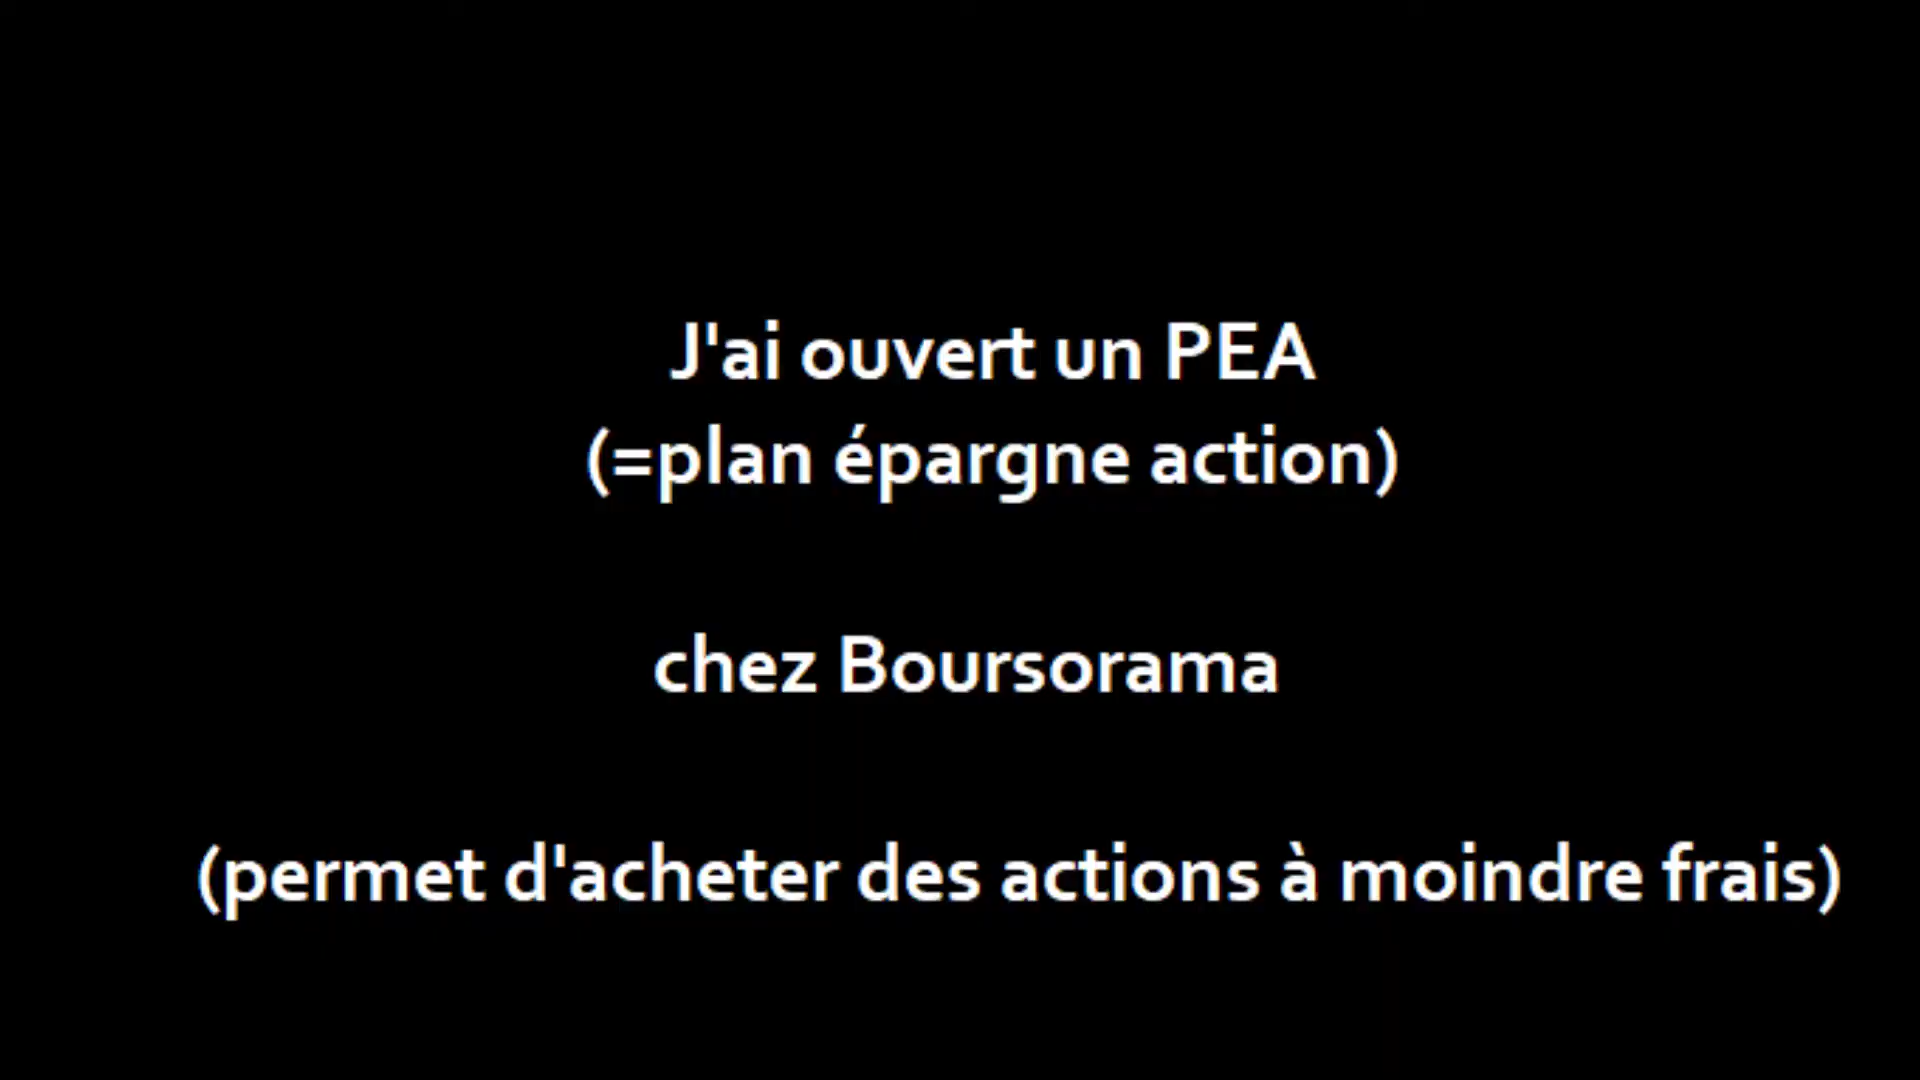 J'ai ouvert un PEA
(=plan épargne action)
chez Boursorama
(permet d'acheter des actions à moindre frais)